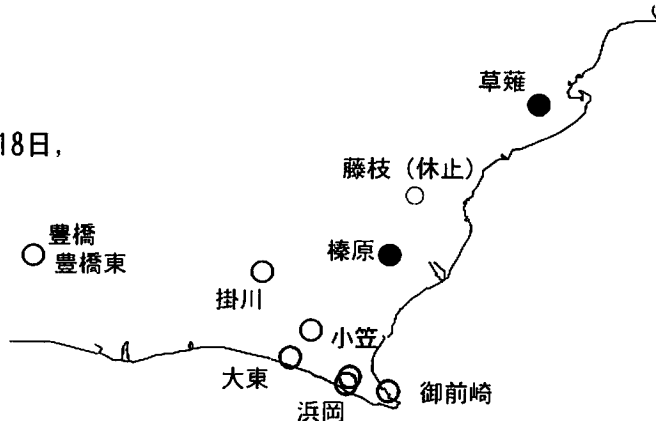 草薙
18日，
藤枝（休止）
豊橋
豊橋東
榛原
掛川
小笠
大東
御前崎
浜岡